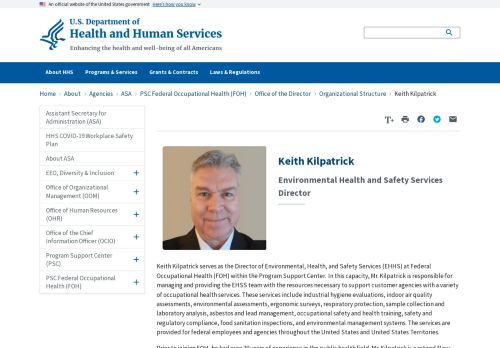 An official website of the United States government Here's how you know
U.S. Department of
Health and Human Services
Enhancing the health and well-being of all Americans
About HHS Programs & Services Grants & Contracts Laws & Regulations
Home › About › Agencies › ASA › PSC Federal Occupational Health (FOH) › Office of the Director › Organizational Structure › Keith Kilpatrick
Assistant Secretary for
Administration (ASA)
HHS COVID-19 Workplace Safety
Plan
About ASA
EEO, Diversity & Inclusion +
Office of Organizational
Management (OOM) +
Office of Human Resources
(OHR) +
Office of the Chief
Information Officer (OCIO) +
Program Support Center
(PSC) +
PSC Federal Occupational
Health (FOH) +
T+
Keith Kilpatrick
Environmental Health and Safety Services
Director
Keith Kilpatrick serves as the Director of Environmental, Health, and Safety Services (EHHS) at Federal
Occupational Health (FOH) within the Program Support Center. In this capacity, Mr. Kilpatrick is responsible for
managing and providing the EHSS team with the resources necessary to support customer agencies with a variety
of occupational health services. These services include industrial hygiene evaluations, indoor air quality
assessments, environmental assessments, ergonomic surveys, respiratory protection, sample collection and
laboratory analysis, asbestos and lead management, occupational safety and health training, safety and
regulatory compliance, food sanitation inspections, and environmental management systems. The services are
provided for federal employees and agencies throughout the United States and United States Territories.